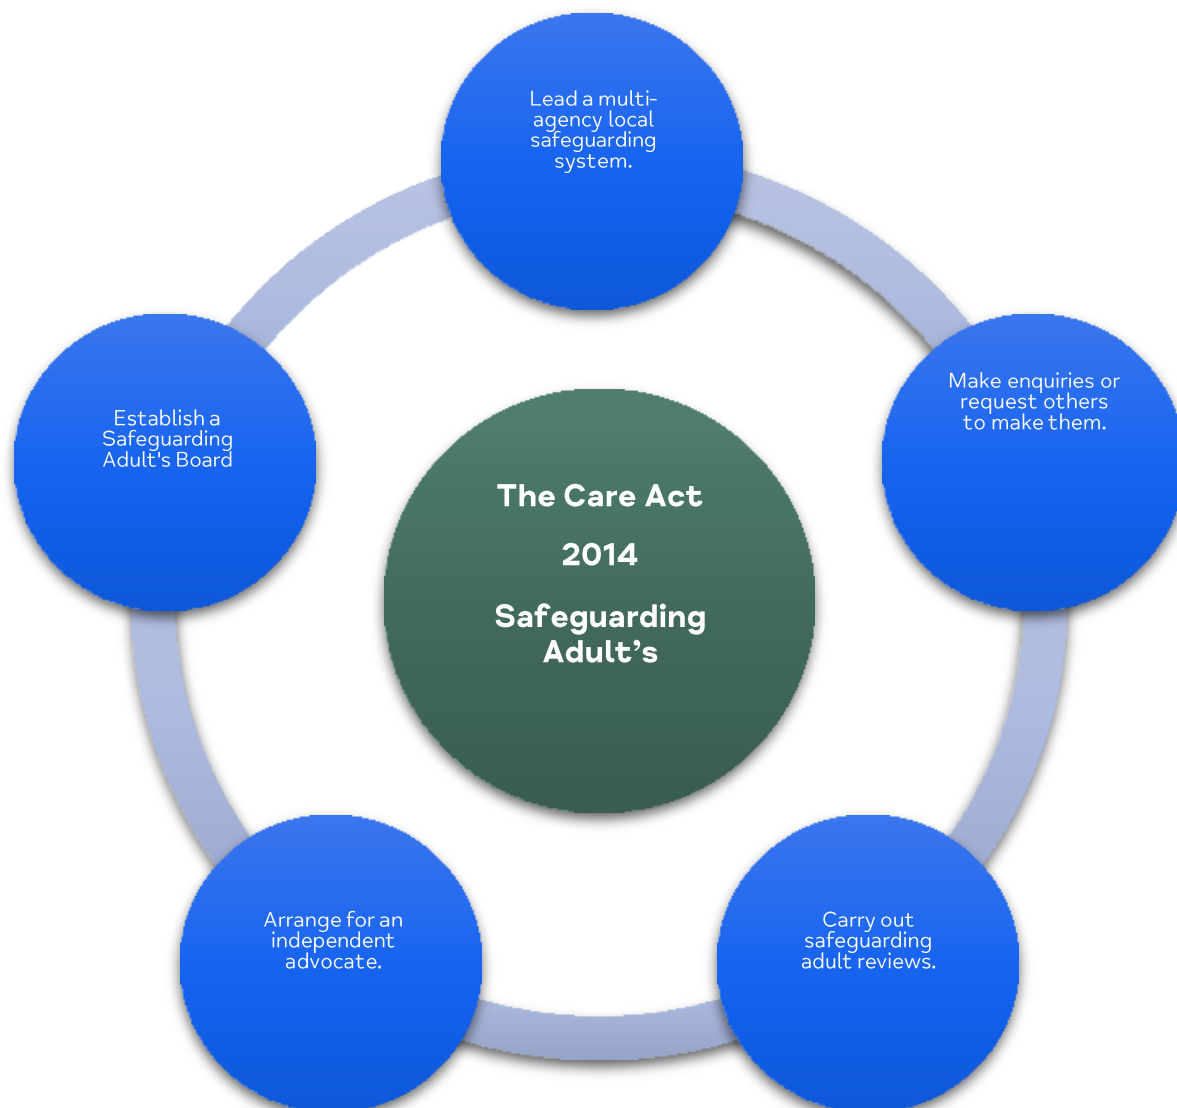 Lead a multi-
agency local
safeguarding
system.
Make enquiries or
request others
to make them.
Establish a
Safeguarding
Adult's Board
The Care Act
2014
Safeguarding
Adult’s
Arrange for an
independent
advocate.
Carry out
safeguarding
adult reviews.